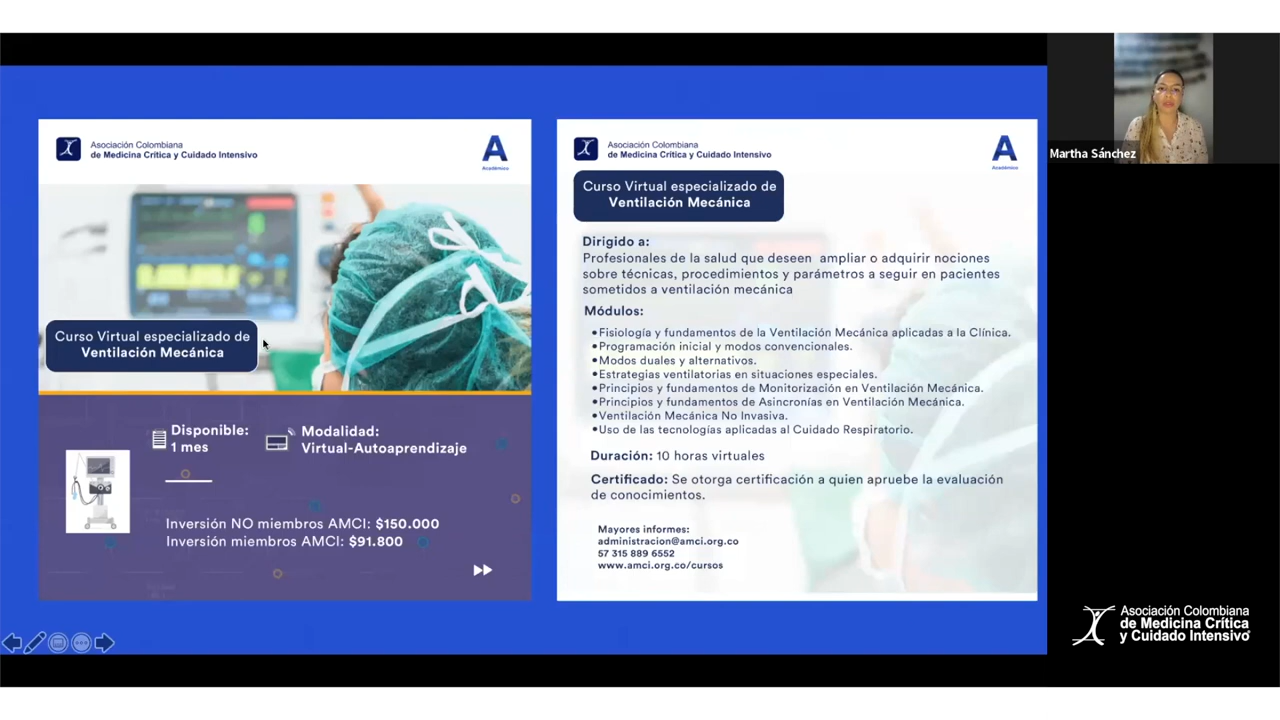 Asociación Colombiana
de Medicina Crítica y Cuidado Intensivo
A
Académico
Curso Virtual especializado de
Ventilación Mecánica
Disponible:
1 mes
Modalidad:
Virtual-Autoaprendizaje
Inversión NO miembros AMCI: $150.000
Inversión miembros AMCI: $91.800
Asociación Colombiana
de Medicina Crítica y Cuidado Intensivo
A
Académico
Curso Virtual especializado de
Ventilación Mecánica
Dirigido a:
Profesionales de la salud que deseen ampliar o adquirir nociones
sobre técnicas, procedimientos y parámetros a seguir en pacientes
sometidos a ventilación mecánica
Módulos:
•Fisiología y fundamentos de la Ventilación Mecánica aplicadas a la Clínica.
•Programación inicial y modos convencionales.
•Modos duales y alternativos.
•Estrategias ventilatorias en situaciones especiales.
•Principios y fundamentos de Monitorización en Ventilación Mecánica.
•Principios y fundamentos de Asincronías en Ventilación Mecánica.
•Ventilación Mecánica No Invasiva.
•Uso de las tecnologías aplicadas al Cuidado Respiratorio.
Duración: 10 horas virtuales
Certificado: Se otorga certificación a quien apruebe la evaluación
de conocimientos.
Mayores informes:
administracion@amci.org.co
57 315 889 6552
www.amci.org.co/cursos
Martha Sánchez
Asociación Colombiana
de Medicina Crítica
y Cuidado Intensivo